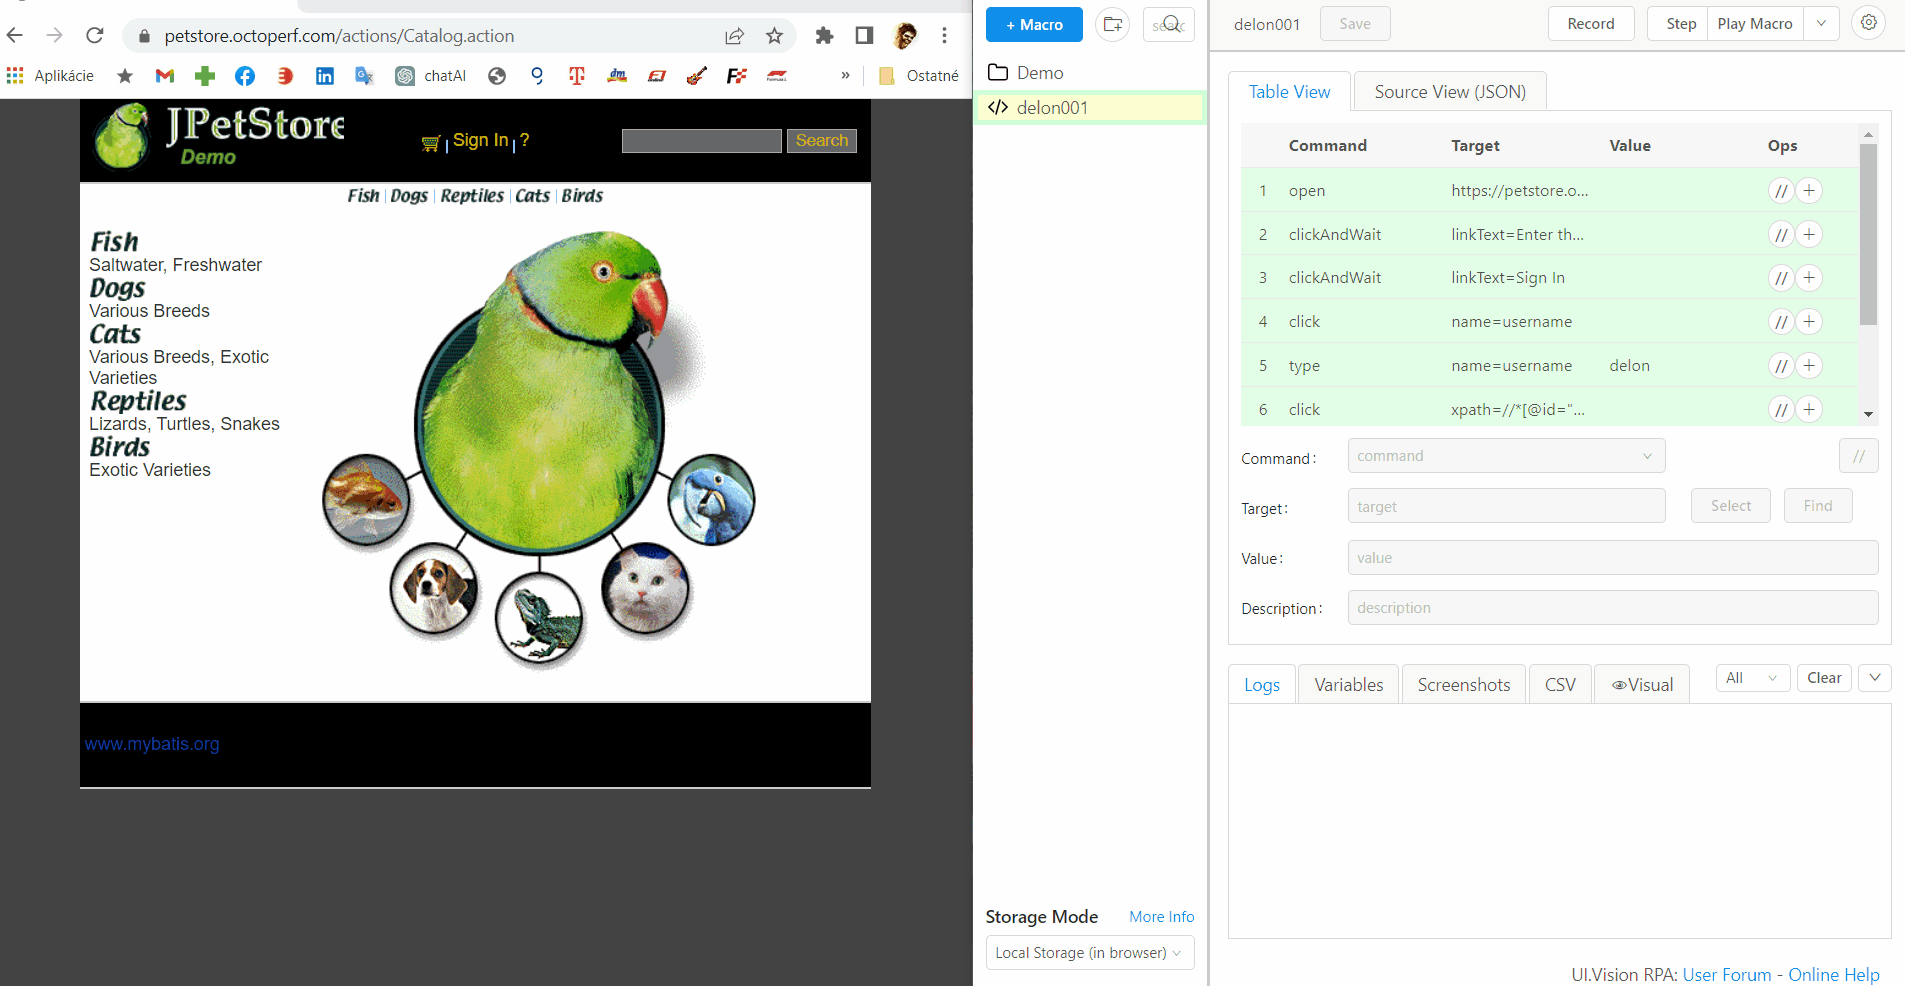 petstore.octoperf.com/actions/Catalog.action
Aplikácie
chatAI
»
Ostatné
JPetStore
Demo
Sign In
?
Search
Fish | Dogs | Reptiles | Cats | Birds
Fish
Saltwater, Freshwater
Dogs
Various Breeds
Cats
Various Breeds, Exotic
Varieties
Reptiles
Lizards, Turtles, Snakes
Birds
Exotic Varieties
www.mybatis.org
+ Macro
Demo
</> delon001
Storage Mode
More Info
Local Storage (in browser)
delon001
Save
Record
Step
Play Macro
Table View
Source View (JSON)
Command Target Value Ops
1 open https://petstore.o... // +
2 clickAndWait linkText=Enter th... // +
3 clickAndWait linkText=Sign In // +
4 click name=username // +
5 type name=username delon // +
6 click xpath=//*[@id="... // +
Command:
command
//
Target:
target
Select
Find
Value:
value
Description:
description
Logs
Variables
Screenshots
CSV
Visual
All
Clear
UI.Vision RPA: User Forum - Online Help